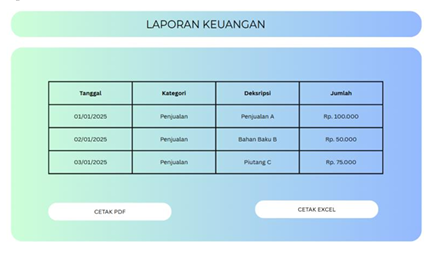 LAPORAN KEUANGAN
Tanggal Kategori Deksripsi Jumlah
01/01/2025 Penjualan Penjualan A Rp. 100.000
02/01/2025 Penjualan Bahan Baku B Rp. 50.000
03/01/2025 Penjualan Piutang C Rp. 75.000
CETAK PDF CETAK EXCEL